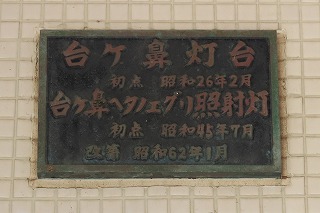 台ケ鼻灯台
初点 昭和26年2月
台ケ鼻ヘタノエグリ照射灯
初点 昭和45年7月
改築 昭和62年1月